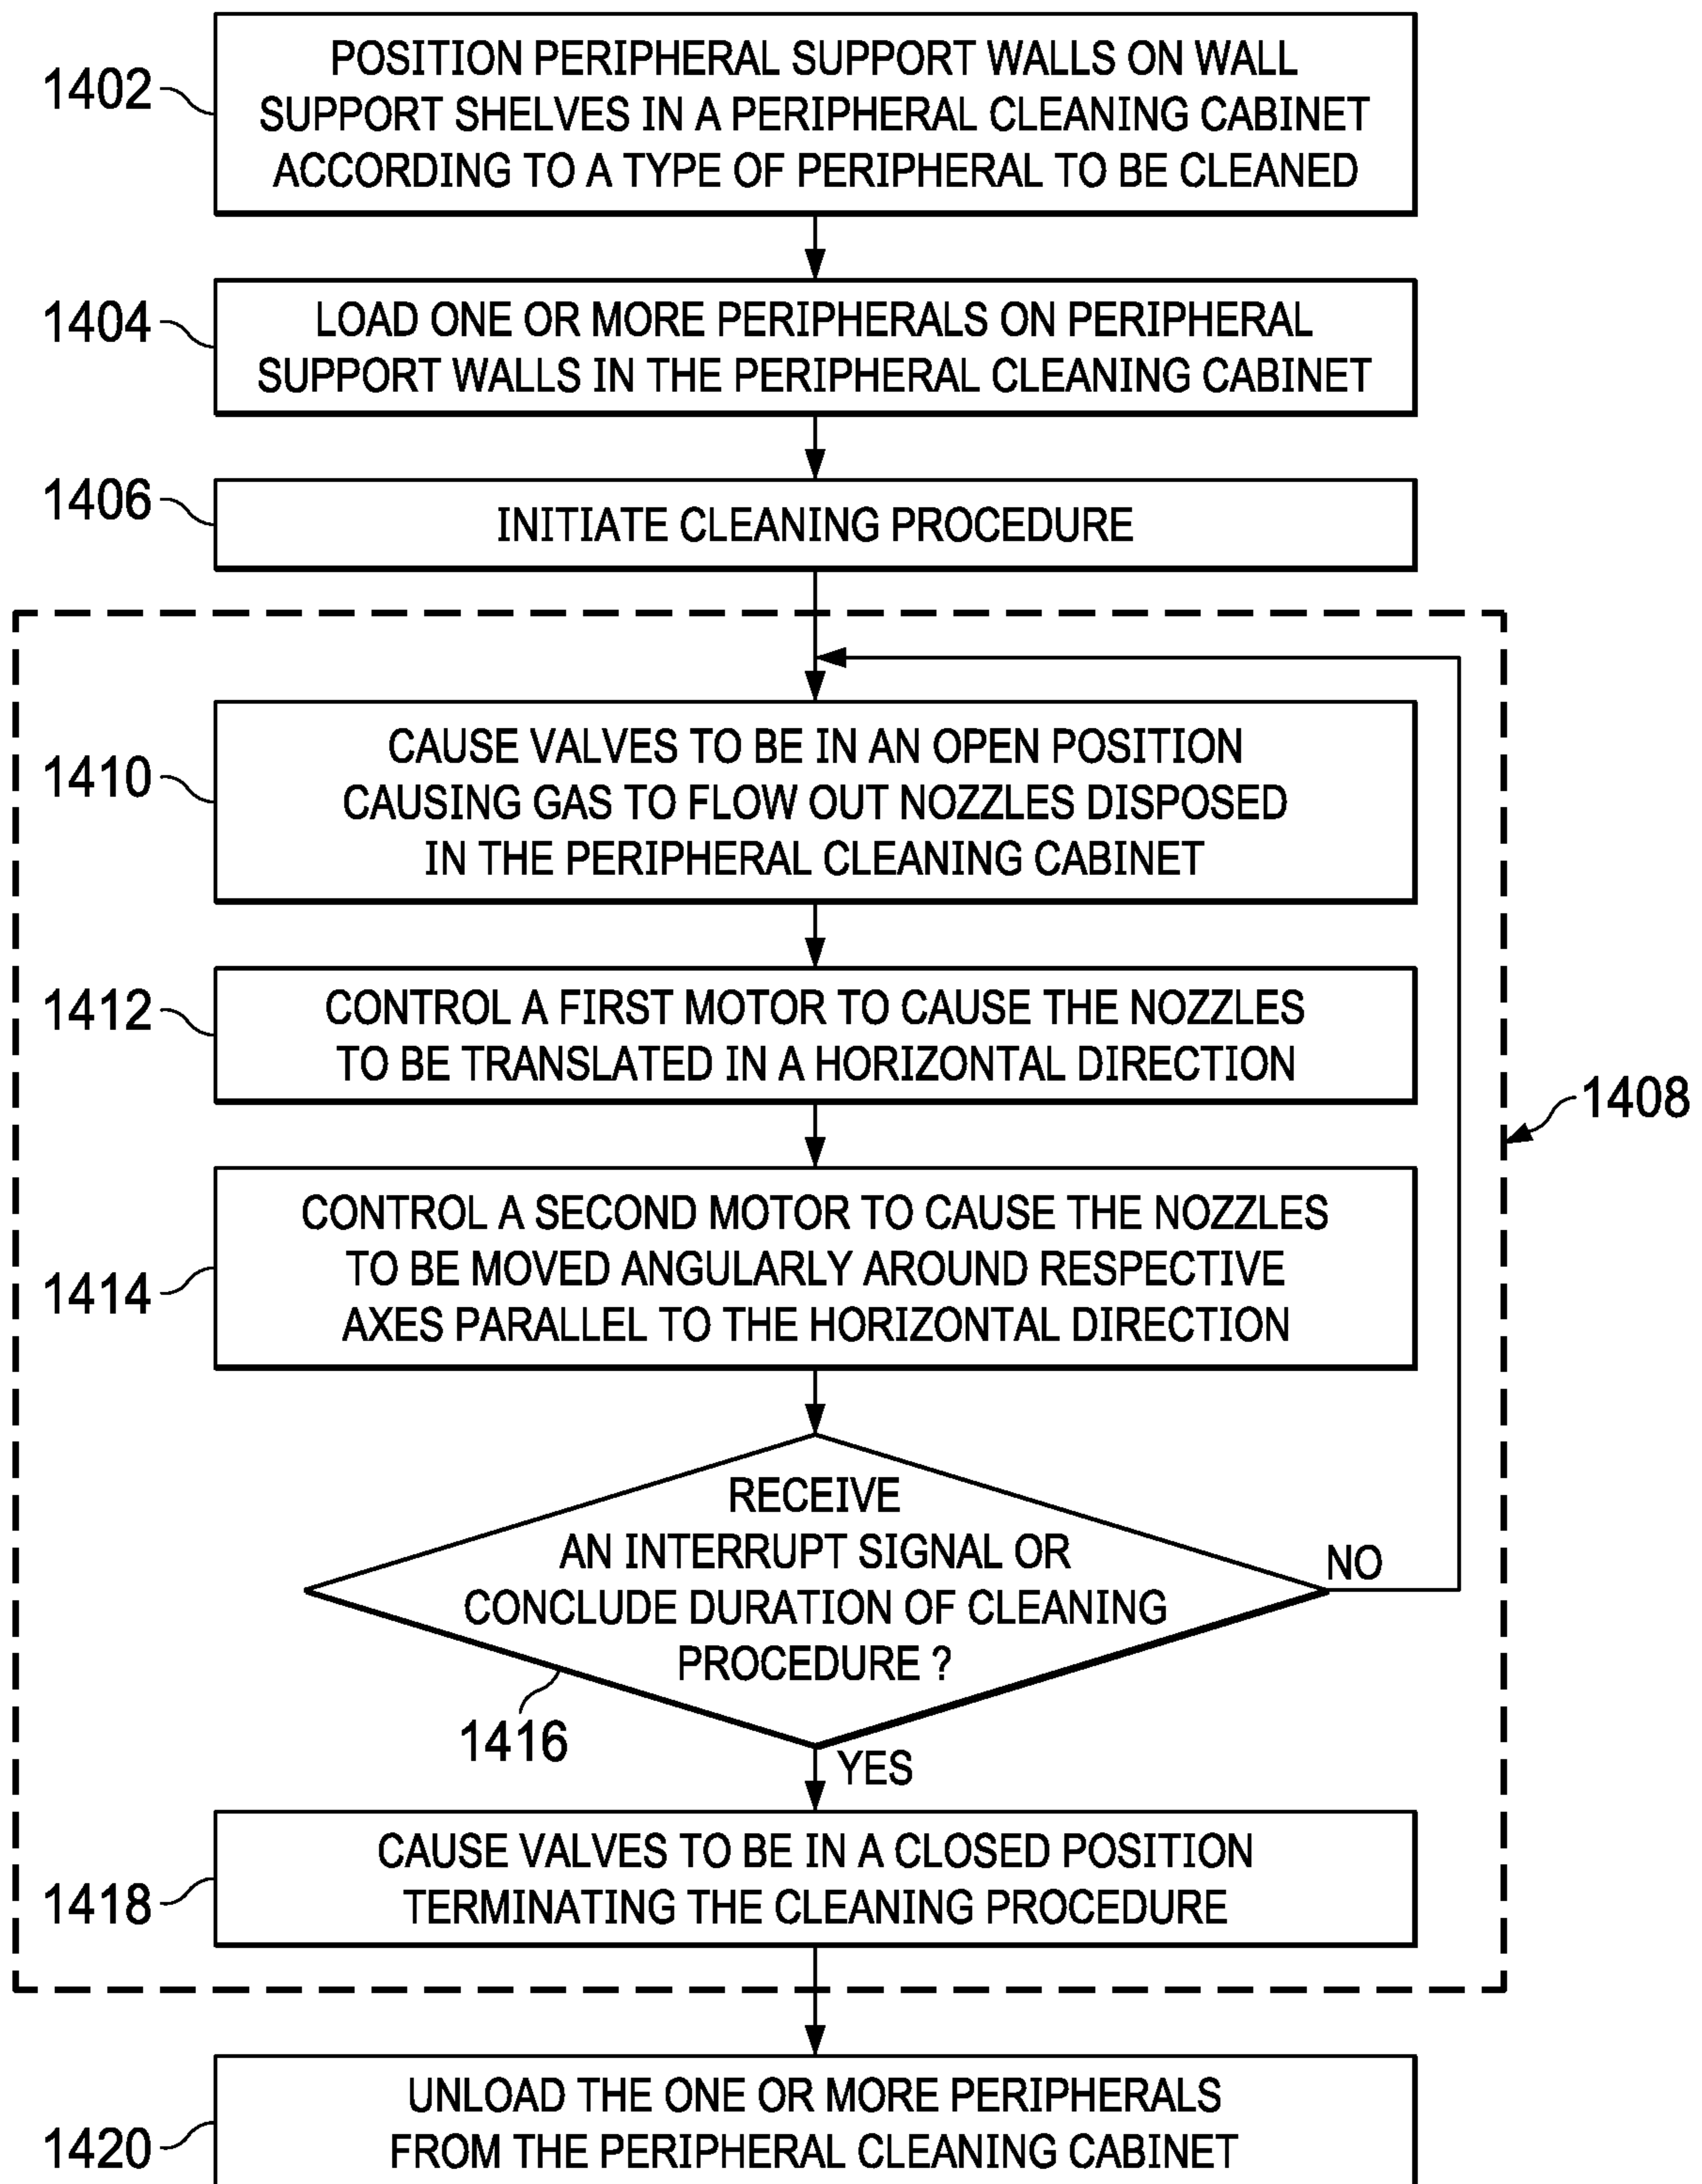 1402
POSITION PERIPHERAL SUPPORT WALLS ON WALL
SUPPORT SHELVES IN A PERIPHERAL CLEANING CABINET
ACCORDING TO A TYPE OF PERIPHERAL TO BE CLEANED
1404
LOAD ONE OR MORE PERIPHERALS ON PERIPHERAL
SUPPORT WALLS IN THE PERIPHERAL CLEANING CABINET
1406
INITIATE CLEANING PROCEDURE
1408
1410
CAUSE VALVES TO BE IN AN OPEN POSITION
CAUSING GAS TO FLOW OUT NOZZLES DISPOSED
IN THE PERIPHERAL CLEANING CABINET
1412
CONTROL A FIRST MOTOR TO CAUSE THE NOZZLES
TO BE TRANSLATED IN A HORIZONTAL DIRECTION
1414
CONTROL A SECOND MOTOR TO CAUSE THE NOZZLES
TO BE MOVED ANGULARLY AROUND RESPECTIVE
AXES PARALLEL TO THE HORIZONTAL DIRECTION
RECEIVE
AN INTERRUPT SIGNAL OR
CONCLUDE DURATION OF CLEANING
PROCEDURE ?
NO
1416
YES
1418
CAUSE VALVES TO BE IN A CLOSED POSITION
TERMINATING THE CLEANING PROCEDURE
1420
UNLOAD THE ONE OR MORE PERIPHERALS
FROM THE PERIPHERAL CLEANING CABINET